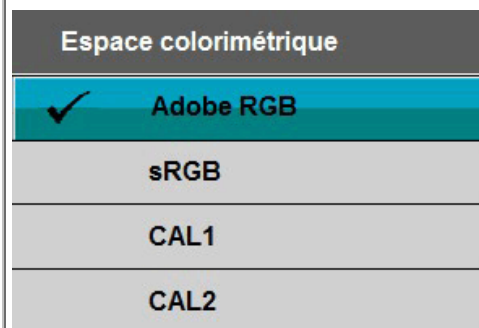 Espace colorimétrique
Adobe RGB
sRGB
CAL1
CAL2